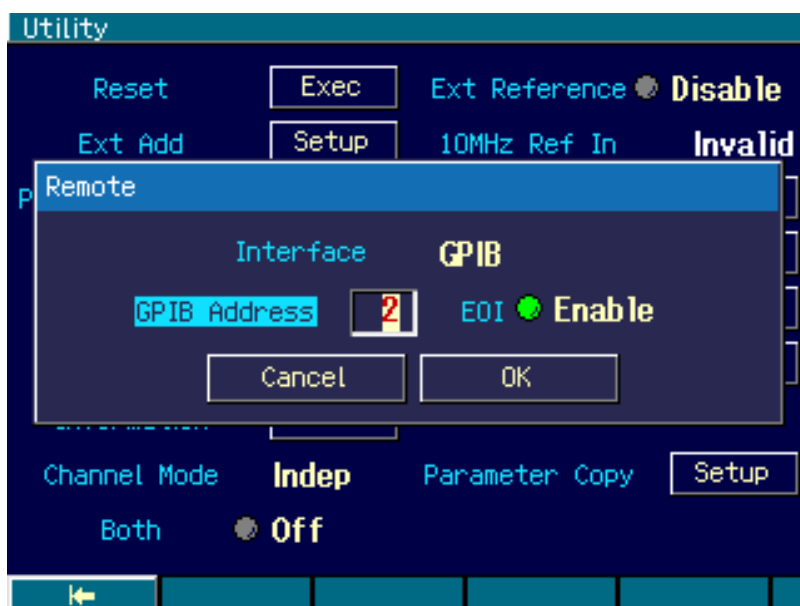 Utility
Reset Exec Ext Reference Disable
Ext Add Setup 10MHz Ref In Invalid
Remote
Interface GPIB
GPIB Address 2 EOI Enable
Cancel OK
Channel Mode Indep Parameter Copy Setup
Both Off